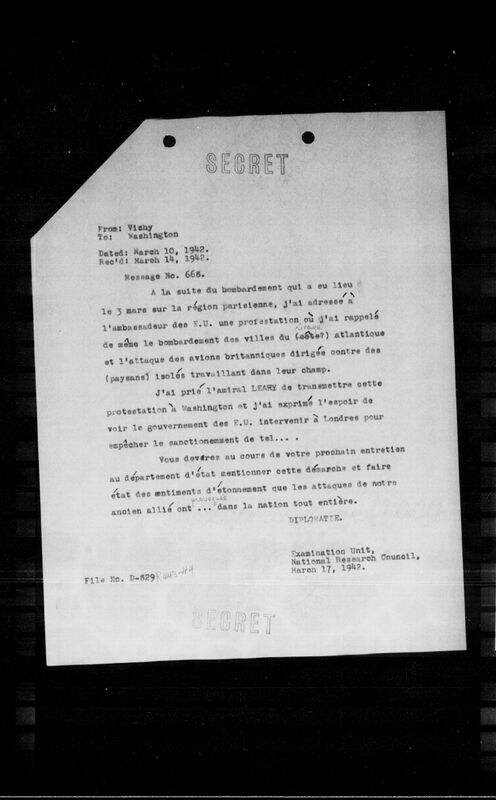 SECRET
From: Vichy
To: Washington
Dated: March 10, 1942.
Rec'd: March 14, 1942.
Message No. 668.
A la suite du bombardement qui a eu lieu
le 3 mars sur la région parisienne, j'ai adressé à
l'ambassadeur des E.U. une protestation où j'ai rappelé
rivage
de même le bombardement des villes du (côte?) atlantique
et l'attaque des avions britanniques dirigée contre des
(paysans) isolés travaillant dans leur champ.
J'ai prié l'amiral LEAHY de transmettre cette
protestation à Washington et j'ai exprimé l'espoir de
voir le gouvernement des E.U. intervenir à Londres pour
empêcher le sanctionnement de tel... .
Vous devrez au cours de votre prochain entretien
au département d'état mentionner cette démarche et faire
état des sentiments d'étonnement que les attaques de notre
provoqués
ancien allié ont ... dans la nation tout entière.
DIPLOMATIE.
Examination Unit,
National Research Council,
March 17, 1942.
File No. D-829
SECRET